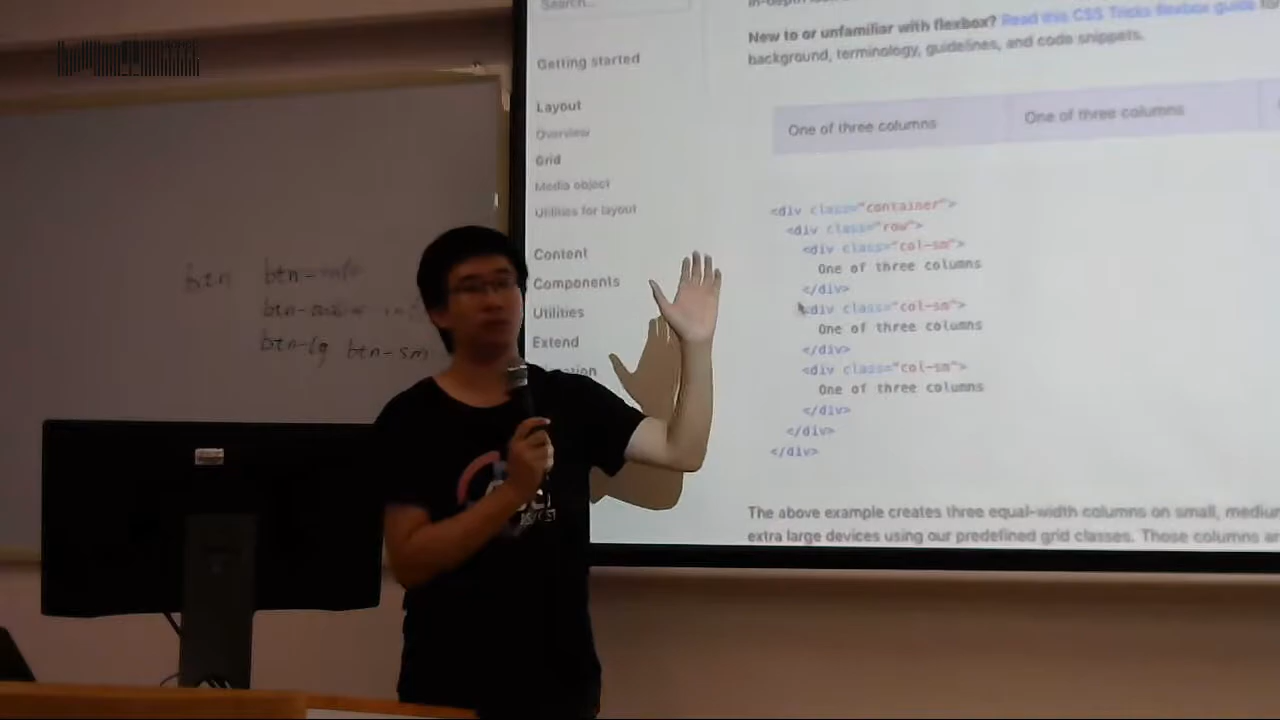 Search...
New to or unfamiliar with flexbox? Read this CSS Tricks flexbox guide for
background, terminology, guidelines, and code snippets.
Getting started
Layout
Overview
Grid
Media object
Utilities for layout
Content
Components
Utilities
Extend
One of three columns
One of three columns
<div class="container">
<div class="row">
<div class="col-sm">
One of three columns
</div>
<div class="col-sm">
One of three columns
</div>
<div class="col-sm">
One of three columns
</div>
</div>
</div>
The above example creates three equal-width columns on small, medium
extra large devices using our predefined grid classes. Those columns
btn btn-
btn-
btn-lg btn-sm